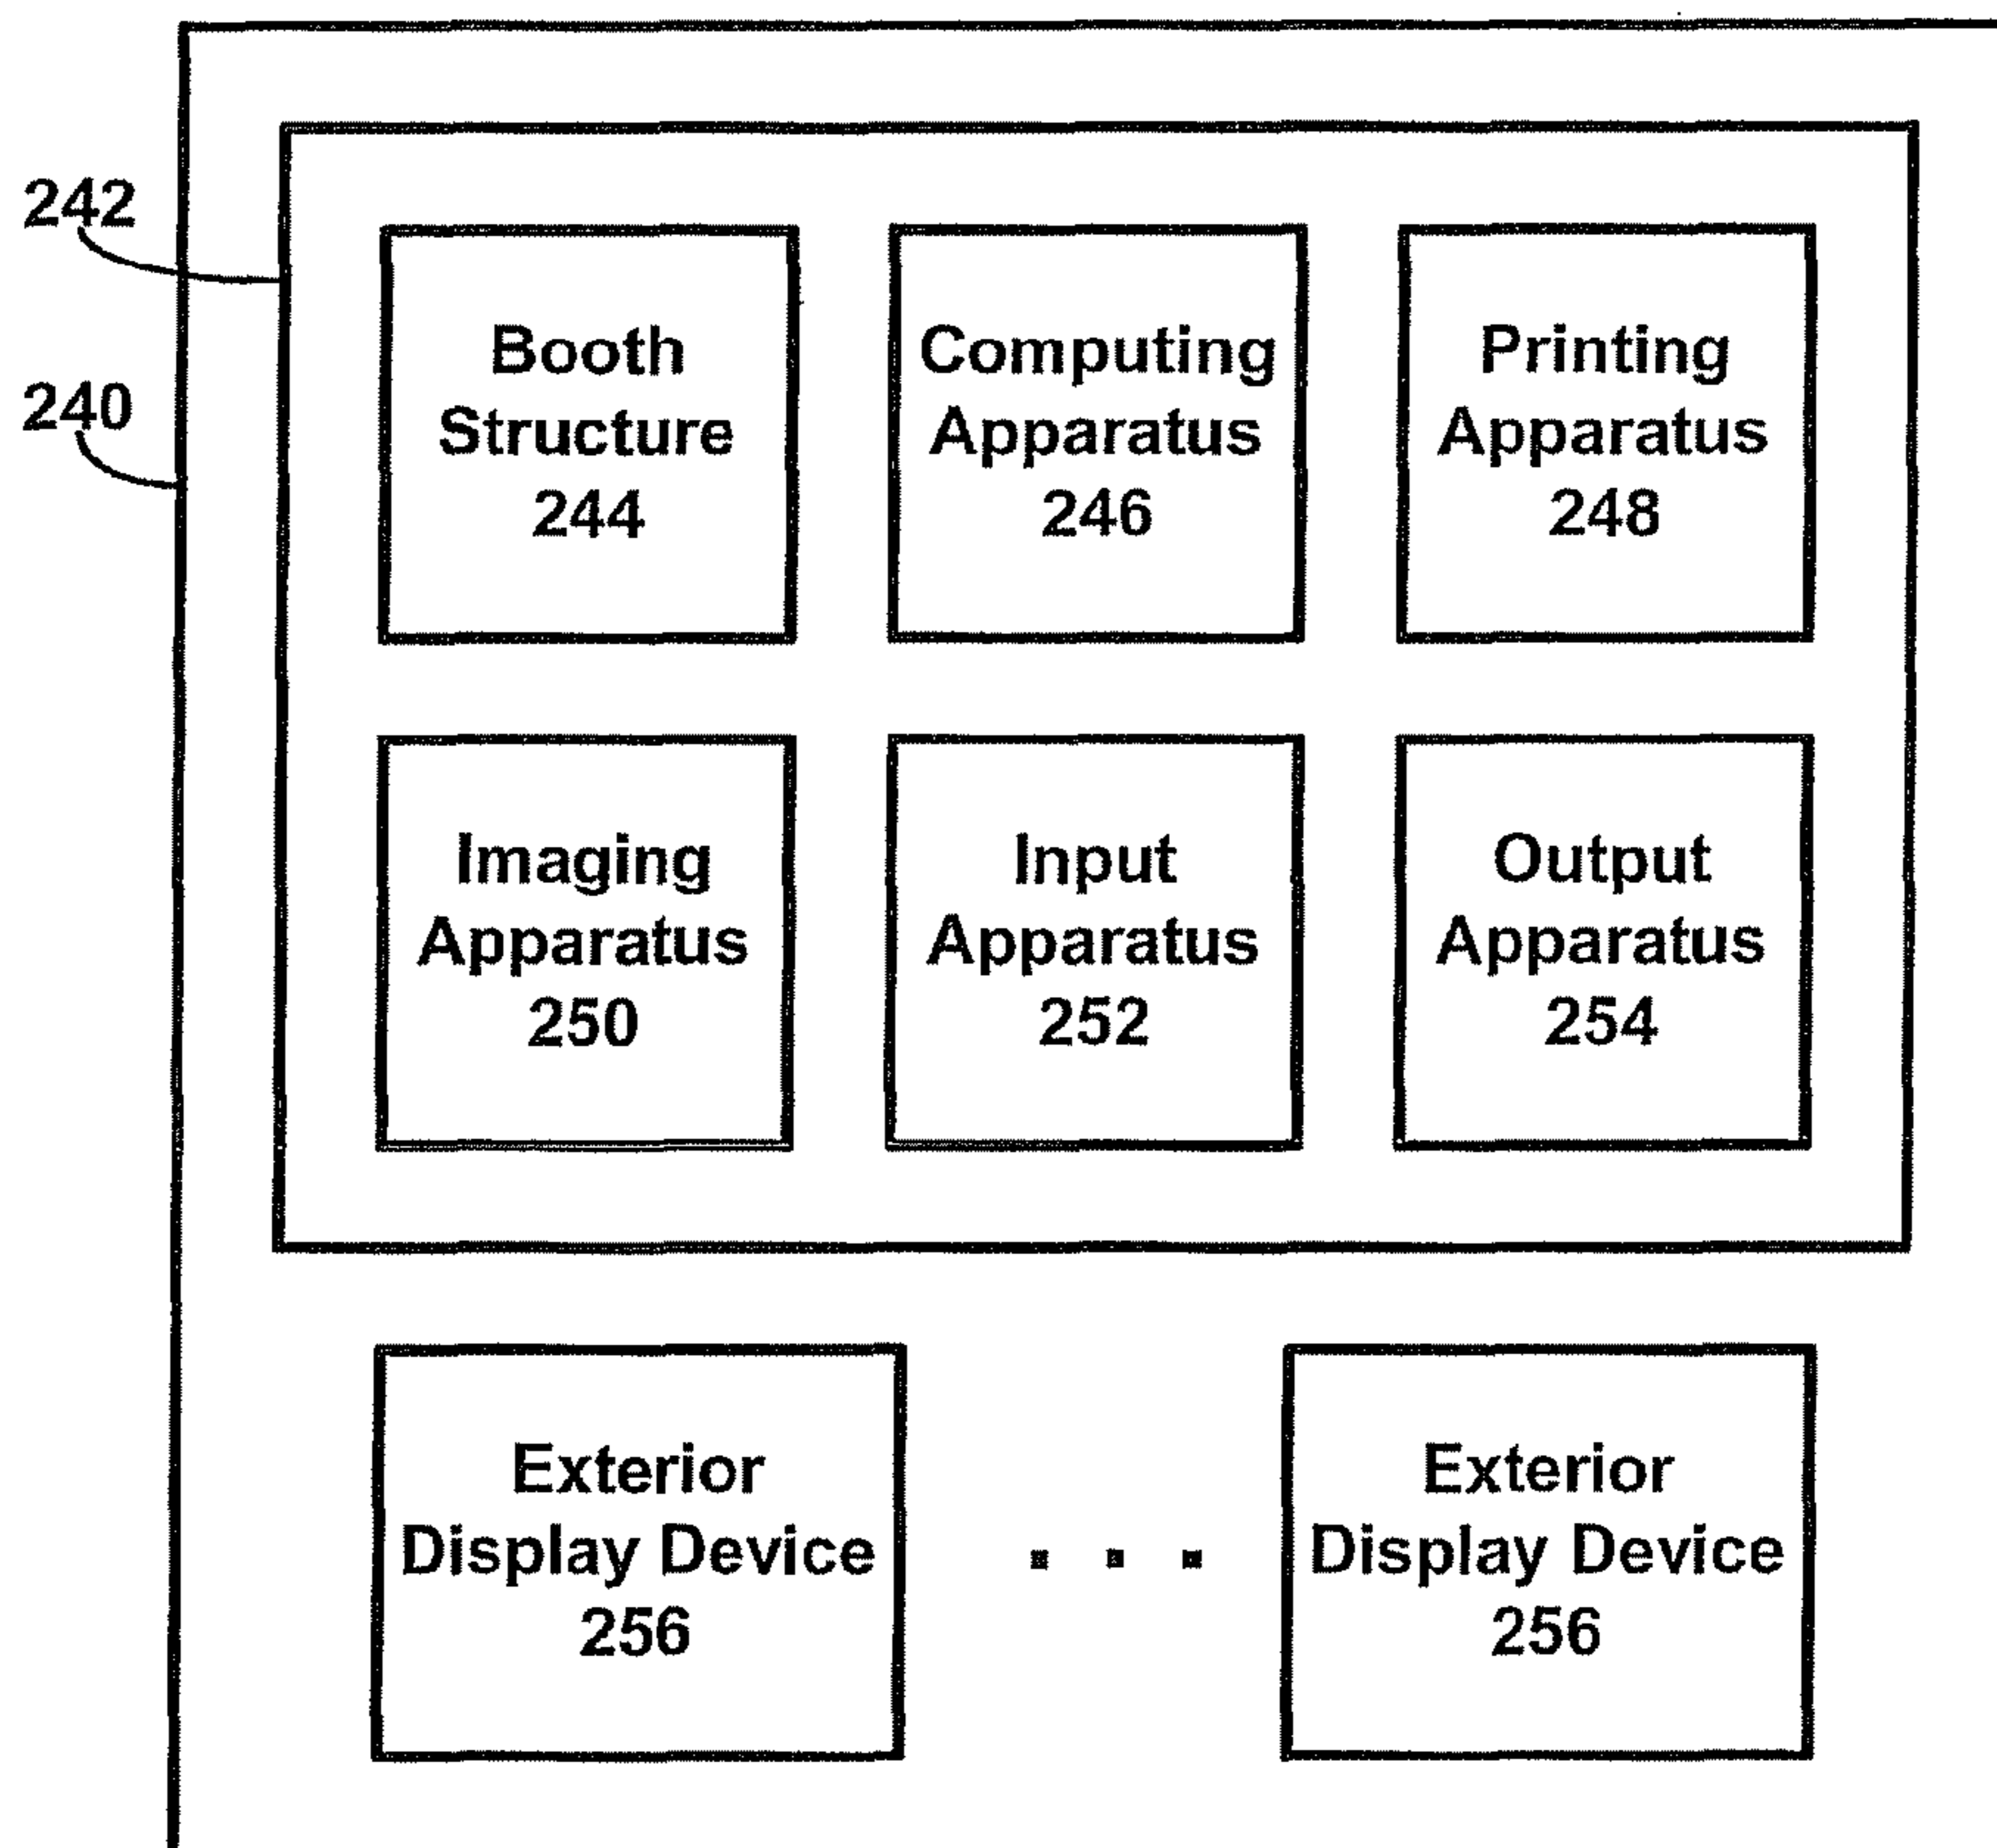 242
240
Booth
Structure
244
Computing
Apparatus
246
Printing
Apparatus
248
Imaging
Apparatus
250
Input
Apparatus
252
Output
Apparatus
254
Exterior
Display Device
256
. . .
Exterior
Display Device
256